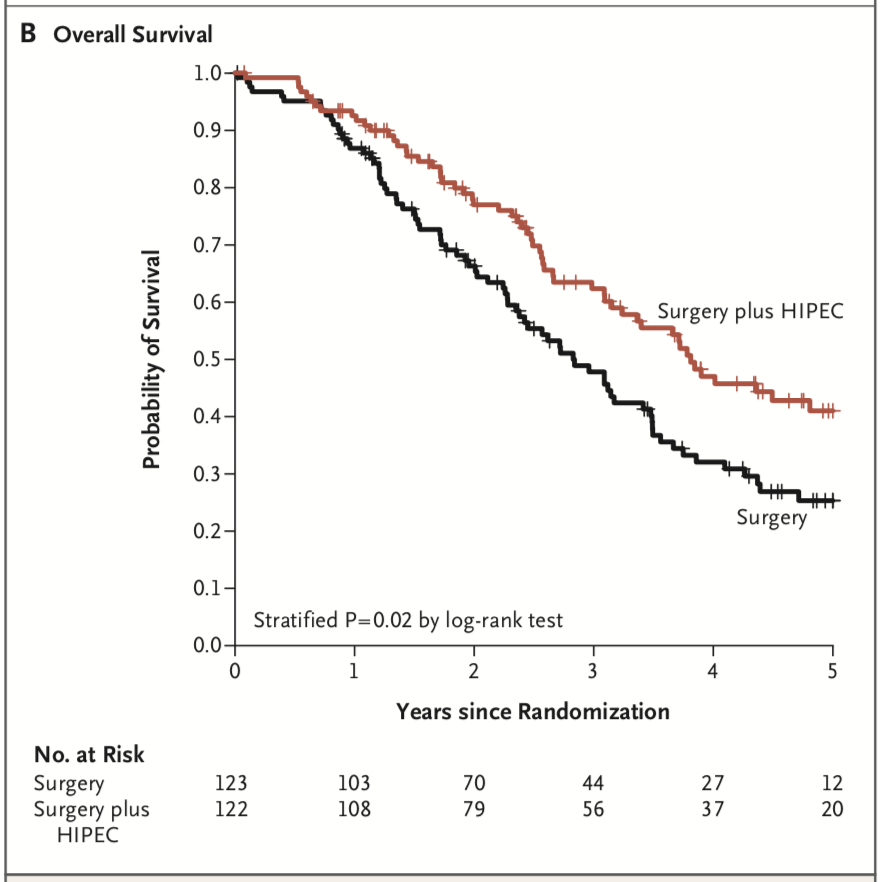 B Overall Survival
1.0
0.9
0.8
0.7
0.6
0.5
0.4
0.3
0.2
0.1
0.0
Probability of Survival
Surgery plus HIPEC
Surgery
Stratified P=0.02 by log-rank test
0 1 2 3 4 5
Years since Randomization
No. at Risk
Surgery 123 103 70 44 27 12
Surgery plus 122 108 79 56 37 20
HIPEC